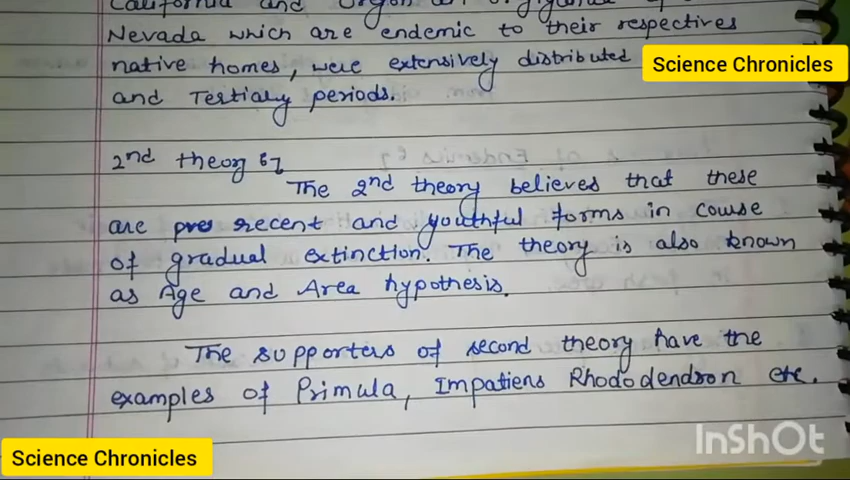 California and
Nevada which are endemic to their respectives
native homes, were extensively distributed
Science Chronicles
and Tertiary periods.
2nd theory
The 2nd theory believes that these
are pres recent and youthful forms in course
of gradual extinction. The theory is also known
as Age and Area hypothesis.
The supporters of second theory have the
examples of Primula, Impatiens Rhododendron etc.
InShOt
Science Chronicles